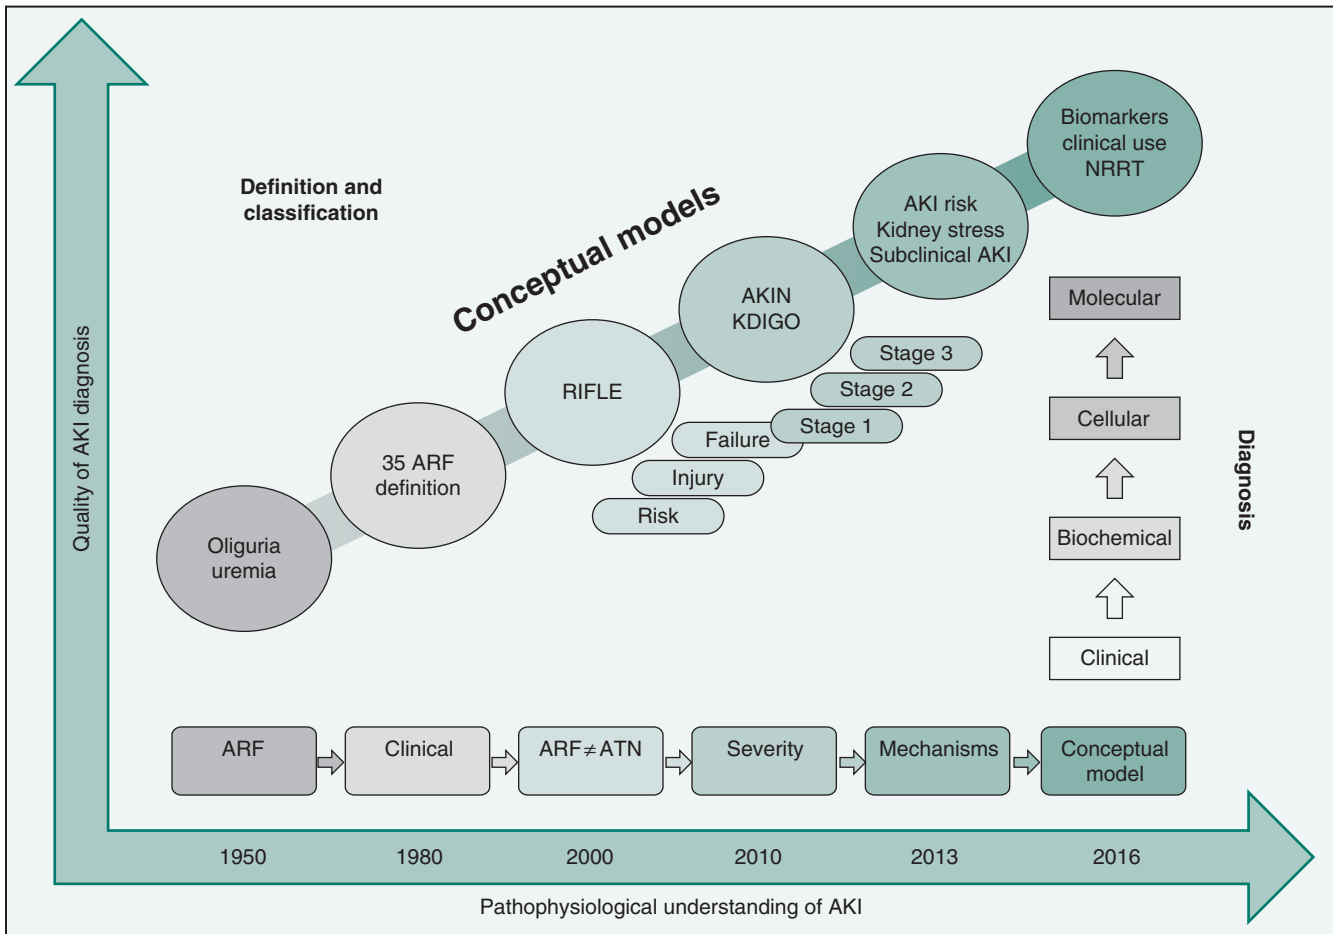 Quality of AKI diagnosis
Definition and
classification
Conceptual models
Oliguria
uremia
35 ARF
definition
RIFLE
AKIN
KDIGO
AKI risk
Kidney stress
Subclinical AKI
Biomarkers
clinical use
NRRT
Failure
Injury
Risk
Stage 3
Stage 2
Stage 1
Molecular
Cellular
Biochemical
Clinical
Diagnosis
ARF
Clinical
ARF≠ATN
Severity
Mechanisms
Conceptual
model
1950
1980
2000
2010
2013
2016
Pathophysiological understanding of AKI